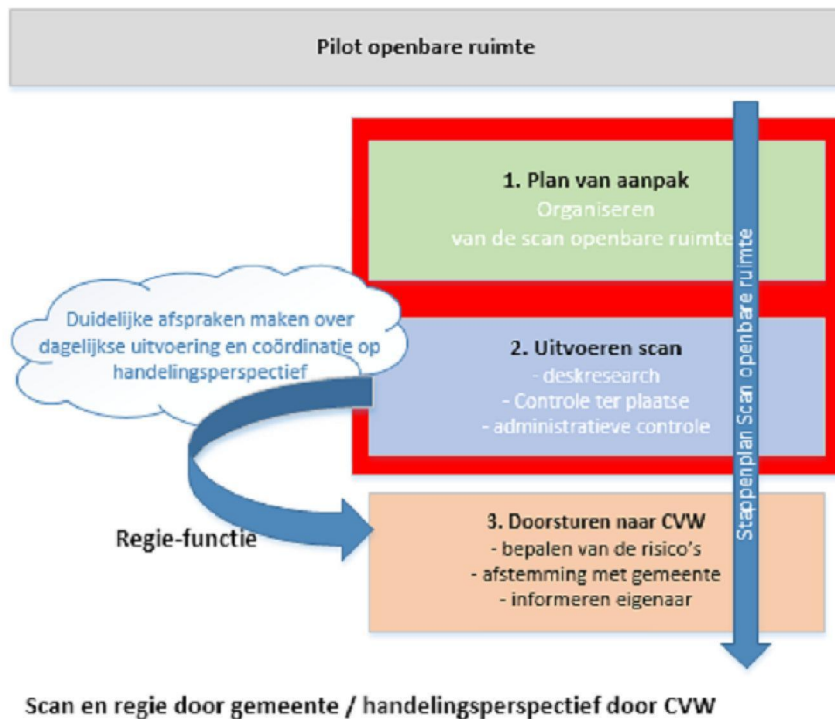 Pilot openbare ruimte
1. Plan van aanpak
Organiseren
van de scan openbare ruimte
Duidelijke afspraken maken over
dagelijkse uitvoering en coördinatie op
handelingsperspectief
2. Uitvoeren scan
- deskresearch
- Controle ter plaatse
- administratieve controle
Stappenplan Scan openbare ruimte
Regie-functie
3. Doorsturen naar CVW
- bepalen van de risico's
- afstemming met gemeente
- informeren eigenaar
Scan en regie door gemeente / handelingsperspectief door CVW